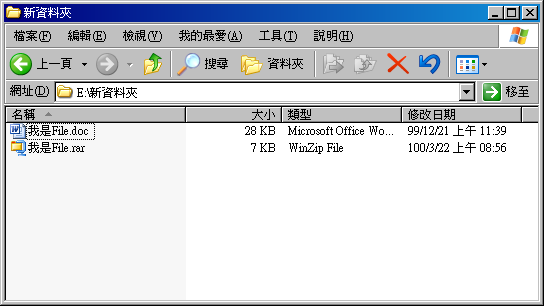 新資料夾
檔案(F) 編輯(E) 檢視(V) 我的最愛(A) 工具(T) 說明(H)
上一頁 搜尋 資料夾
網址(D) E:\新資料夾 移至
名稱 大小 類型 修改日期
我是File.doc 28 KB Microsoft Office Wo... 99/12/21 上午 11:39
我是File.rar 7 KB WinZip File 100/3/22 上午 08:56